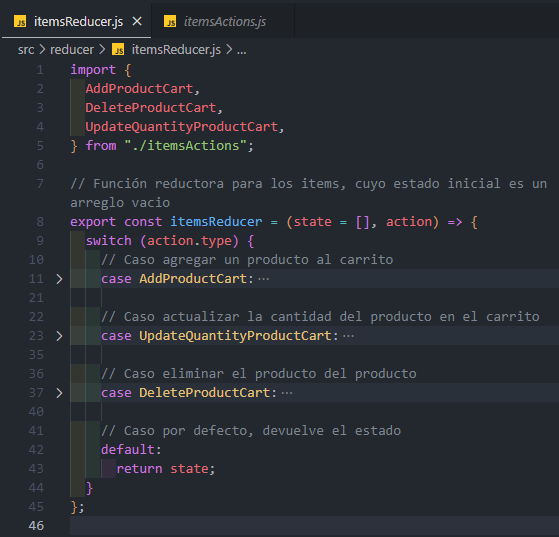 JS itemsReducer.js ×
JS itemsActions.js
src > reducer > JS itemsReducer.js > ...
1 import {
2 AddProductCart,
3 DeleteProductCart,
4 UpdateQuantityProductCart,
5 } from "./itemsActions";
6
7 // Función reductora para los items, cuyo estado inicial es un
arreglo vacio
8 export const itemsReducer = (state = [], action) => {
9 switch (action.type) {
10 // Caso agregar un producto al carrito
11 > case AddProductCart: ···
21
22 // Caso actualizar la cantidad del producto en el carrito
23 > case UpdateQuantityProductCart: ···
35
36 // Caso eliminar el producto del producto
37 > case DeleteProductCart: ···
40
41 // Caso por defecto, devuelve el estado
42 default:
43 return state;
44 }
45 };
46